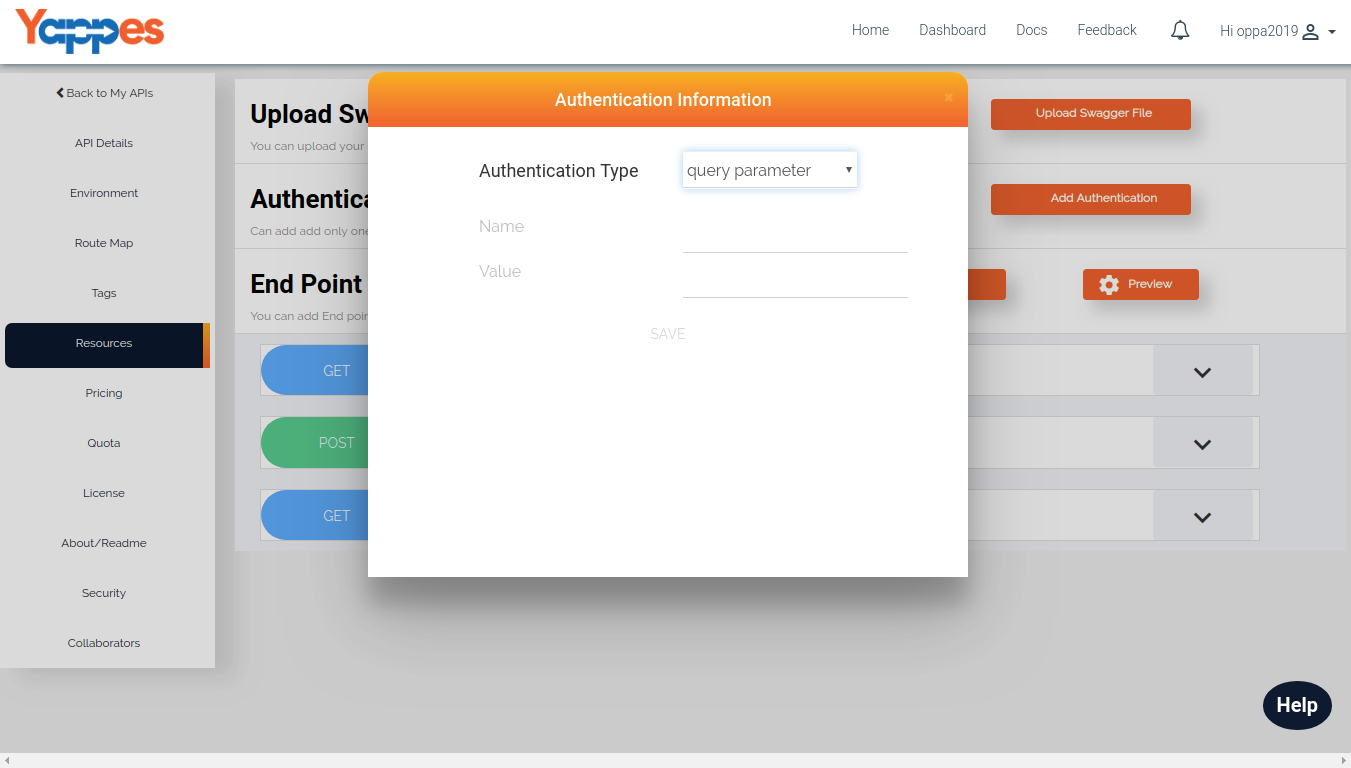 Yappes
Home
Dashboard
Docs
Feedback
Hi oppa2019
Back to My APIs
API Details
Environment
Route Map
Tags
Resources
Pricing
Quota
License
About/Readme
Security
Collaborators
Upload Sw
You can upload your
Upload Swagger File
Authentica
Can add add only one
Add Authentication
End Point
You can add End poin
Preview
GET
POST
GET
Authentication Information
Authentication Type
query parameter
Name
Value
SAVE
Help